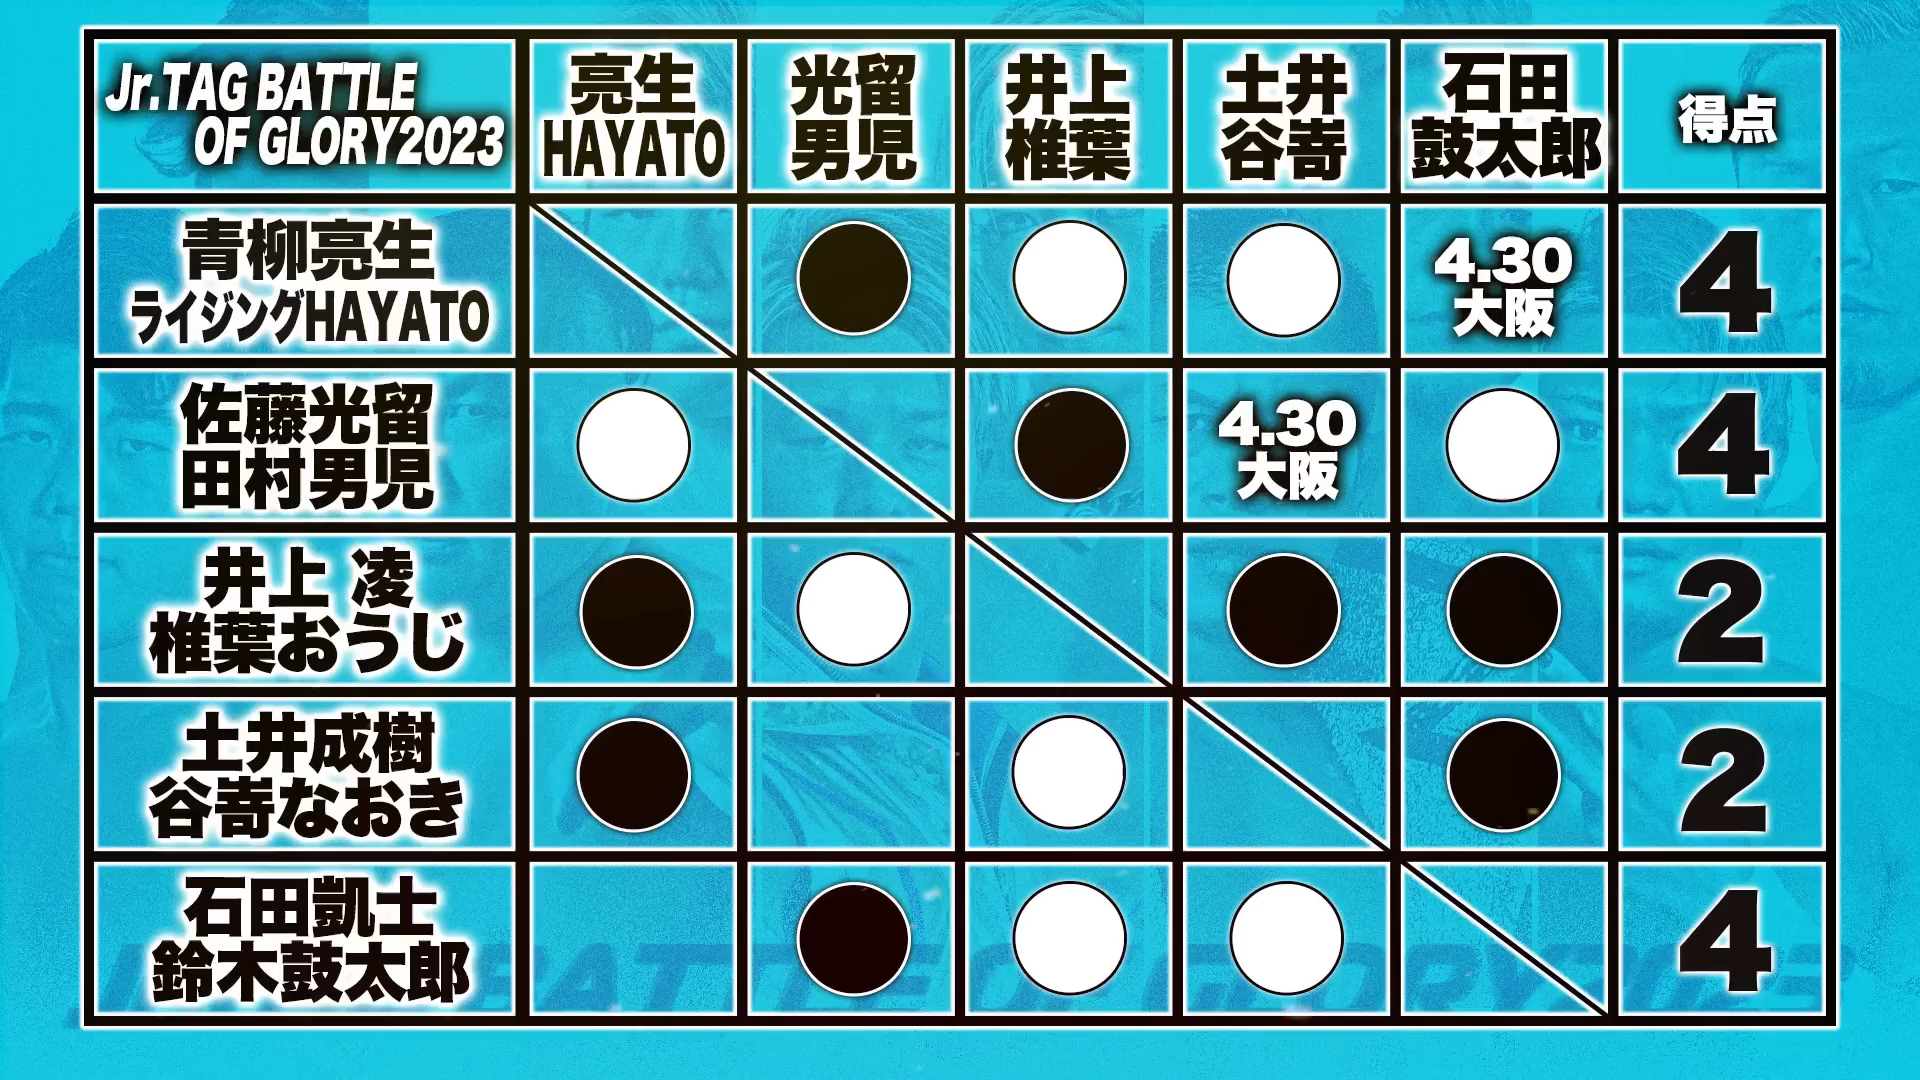 Jr.TAG BATTLE
OF GLORY2023
亮生
HAYATO
光留
男児
井上
椎葉
土井
谷嵜
石田
鼓太郎
得点
青柳亮生
ライジングHAYATO
4.30
大阪
4
佐藤光留
田村男児
4.30
大阪
4
井上 凌
椎葉おうじ
2
土井成樹
谷嵜なおき
2
石田凱士
鈴木鼓太郎
4